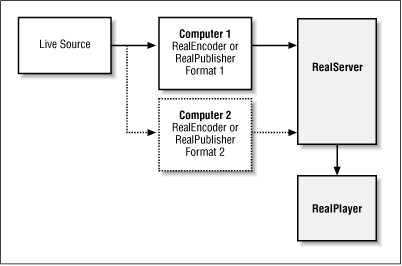 Live Source
Computer 1
RealEncoder or
RealPublisher
Format 1
RealServer
Computer 2
RealEncoder or
RealPublisher
Format 2
RealPlayer